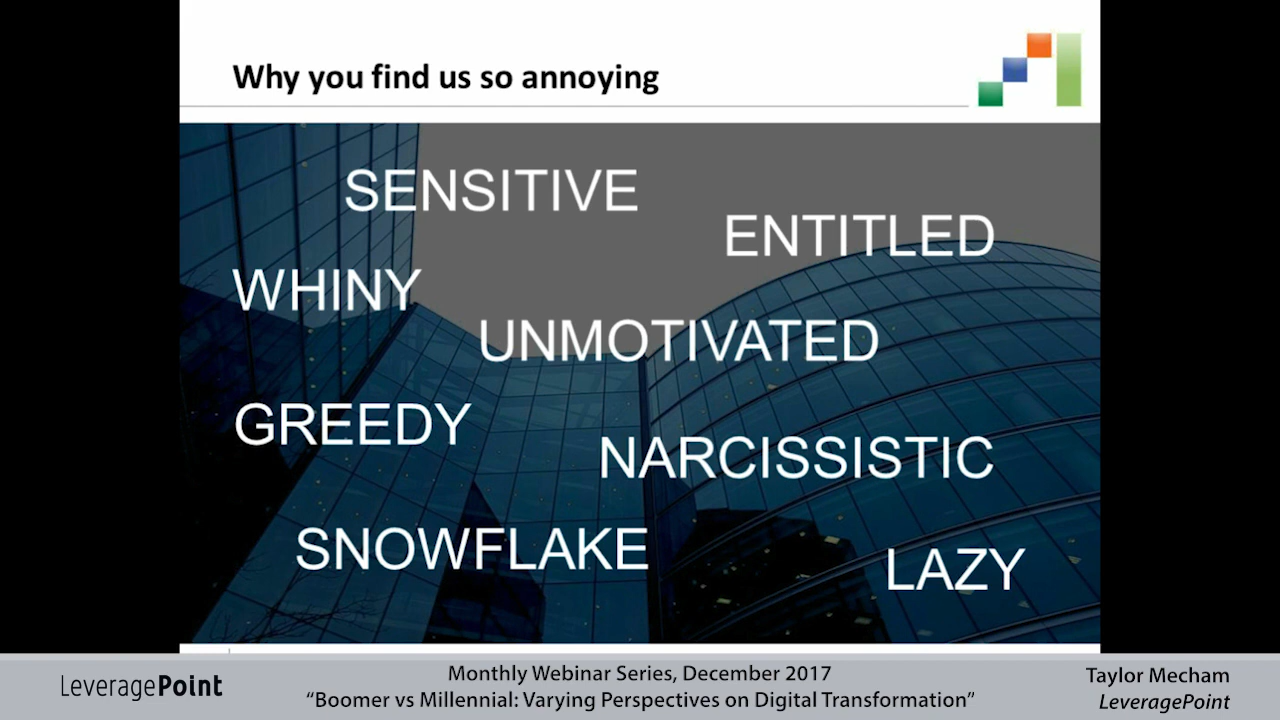 Why you find us so annoying
SENSITIVE
ENTITLED
WHINY
UNMOTIVATED
GREEDY
NARCISSISTIC
SNOWFLAKE
LAZY
LeveragePoint
Monthly Webinar Series, December 2017
“Boomer vs Millennial: Varying Perspectives on Digital Transformation”
Taylor Mecham
LeveragePoint